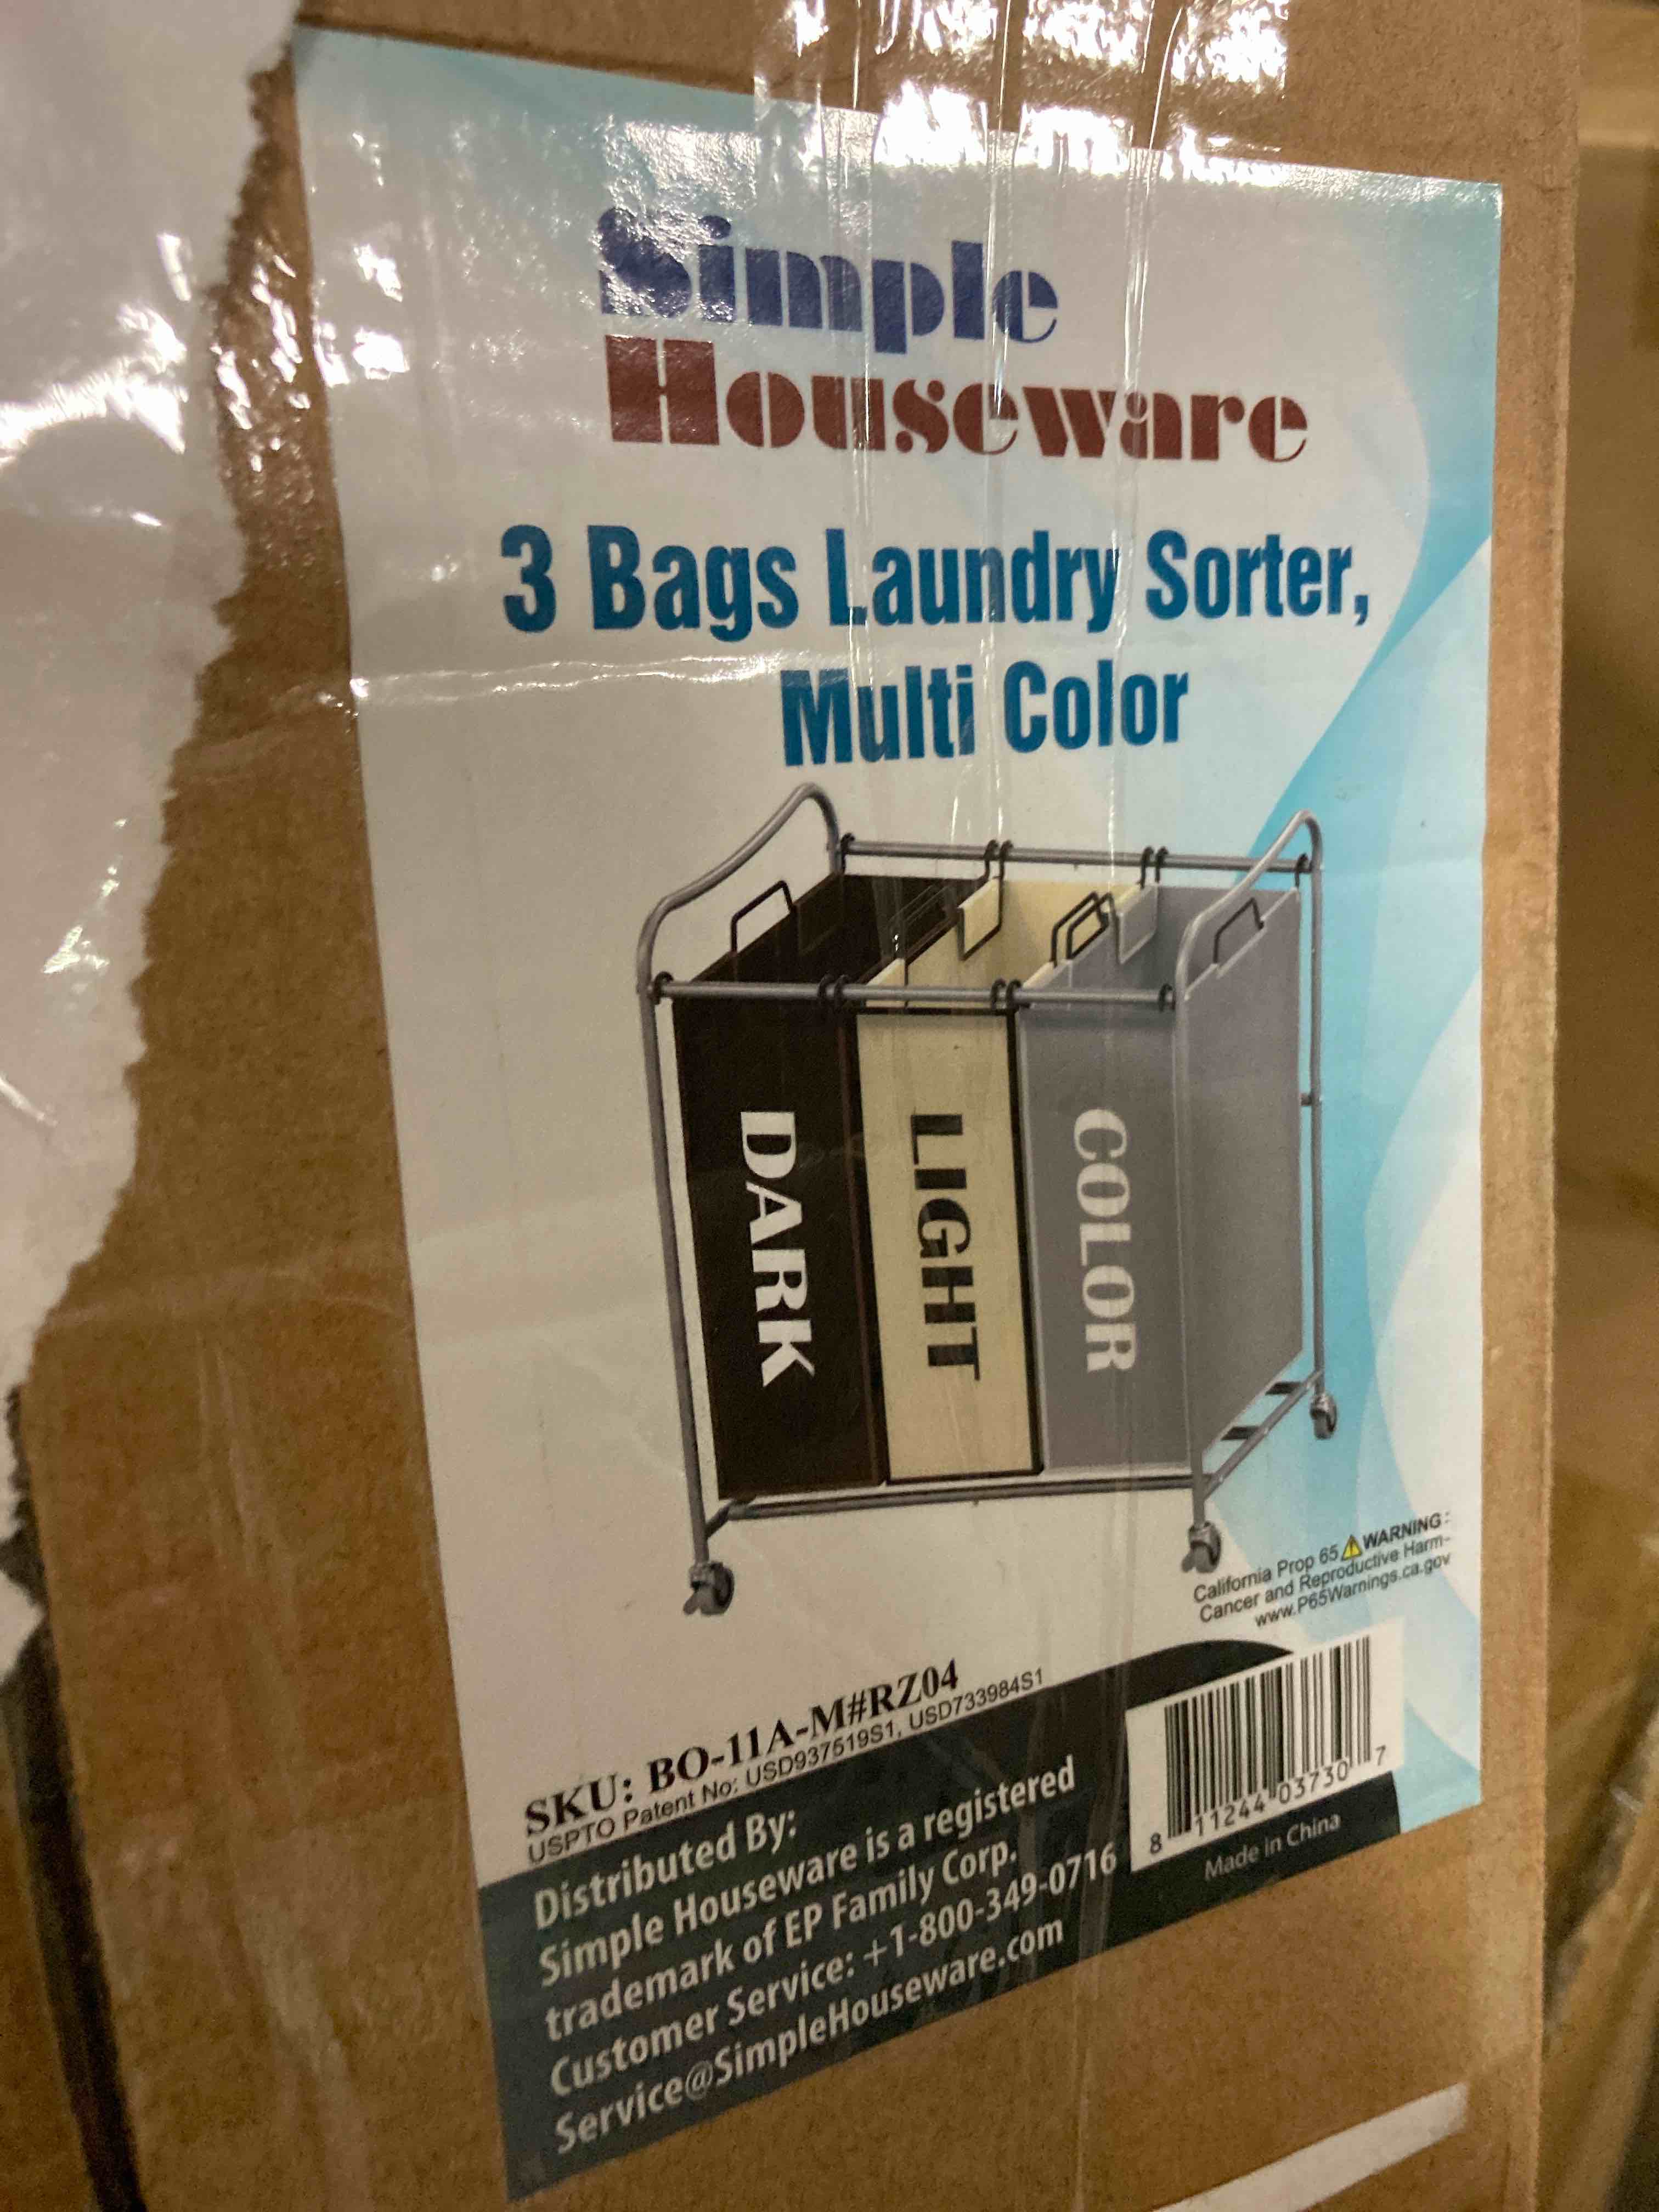 Simple
Houseware
3 Bags Laundry Sorter,
Multi Color
DARK
LIGHT
COLOR
California Prop 65 ⚠ WARNING:
Cancer and Reproductive Harm-
www.P65Warnings.ca.gov
SKU: BO-11A-M#RZ04
USPTO Patent No: USD937519S1, USD733984S1
Distributed By:
Simple Houseware is a registered
trademark of EP Family Corp.
Customer Service: +1-800-349-0716
Service@SimpleHouseware.com
8 11244 03730 7
Made in China